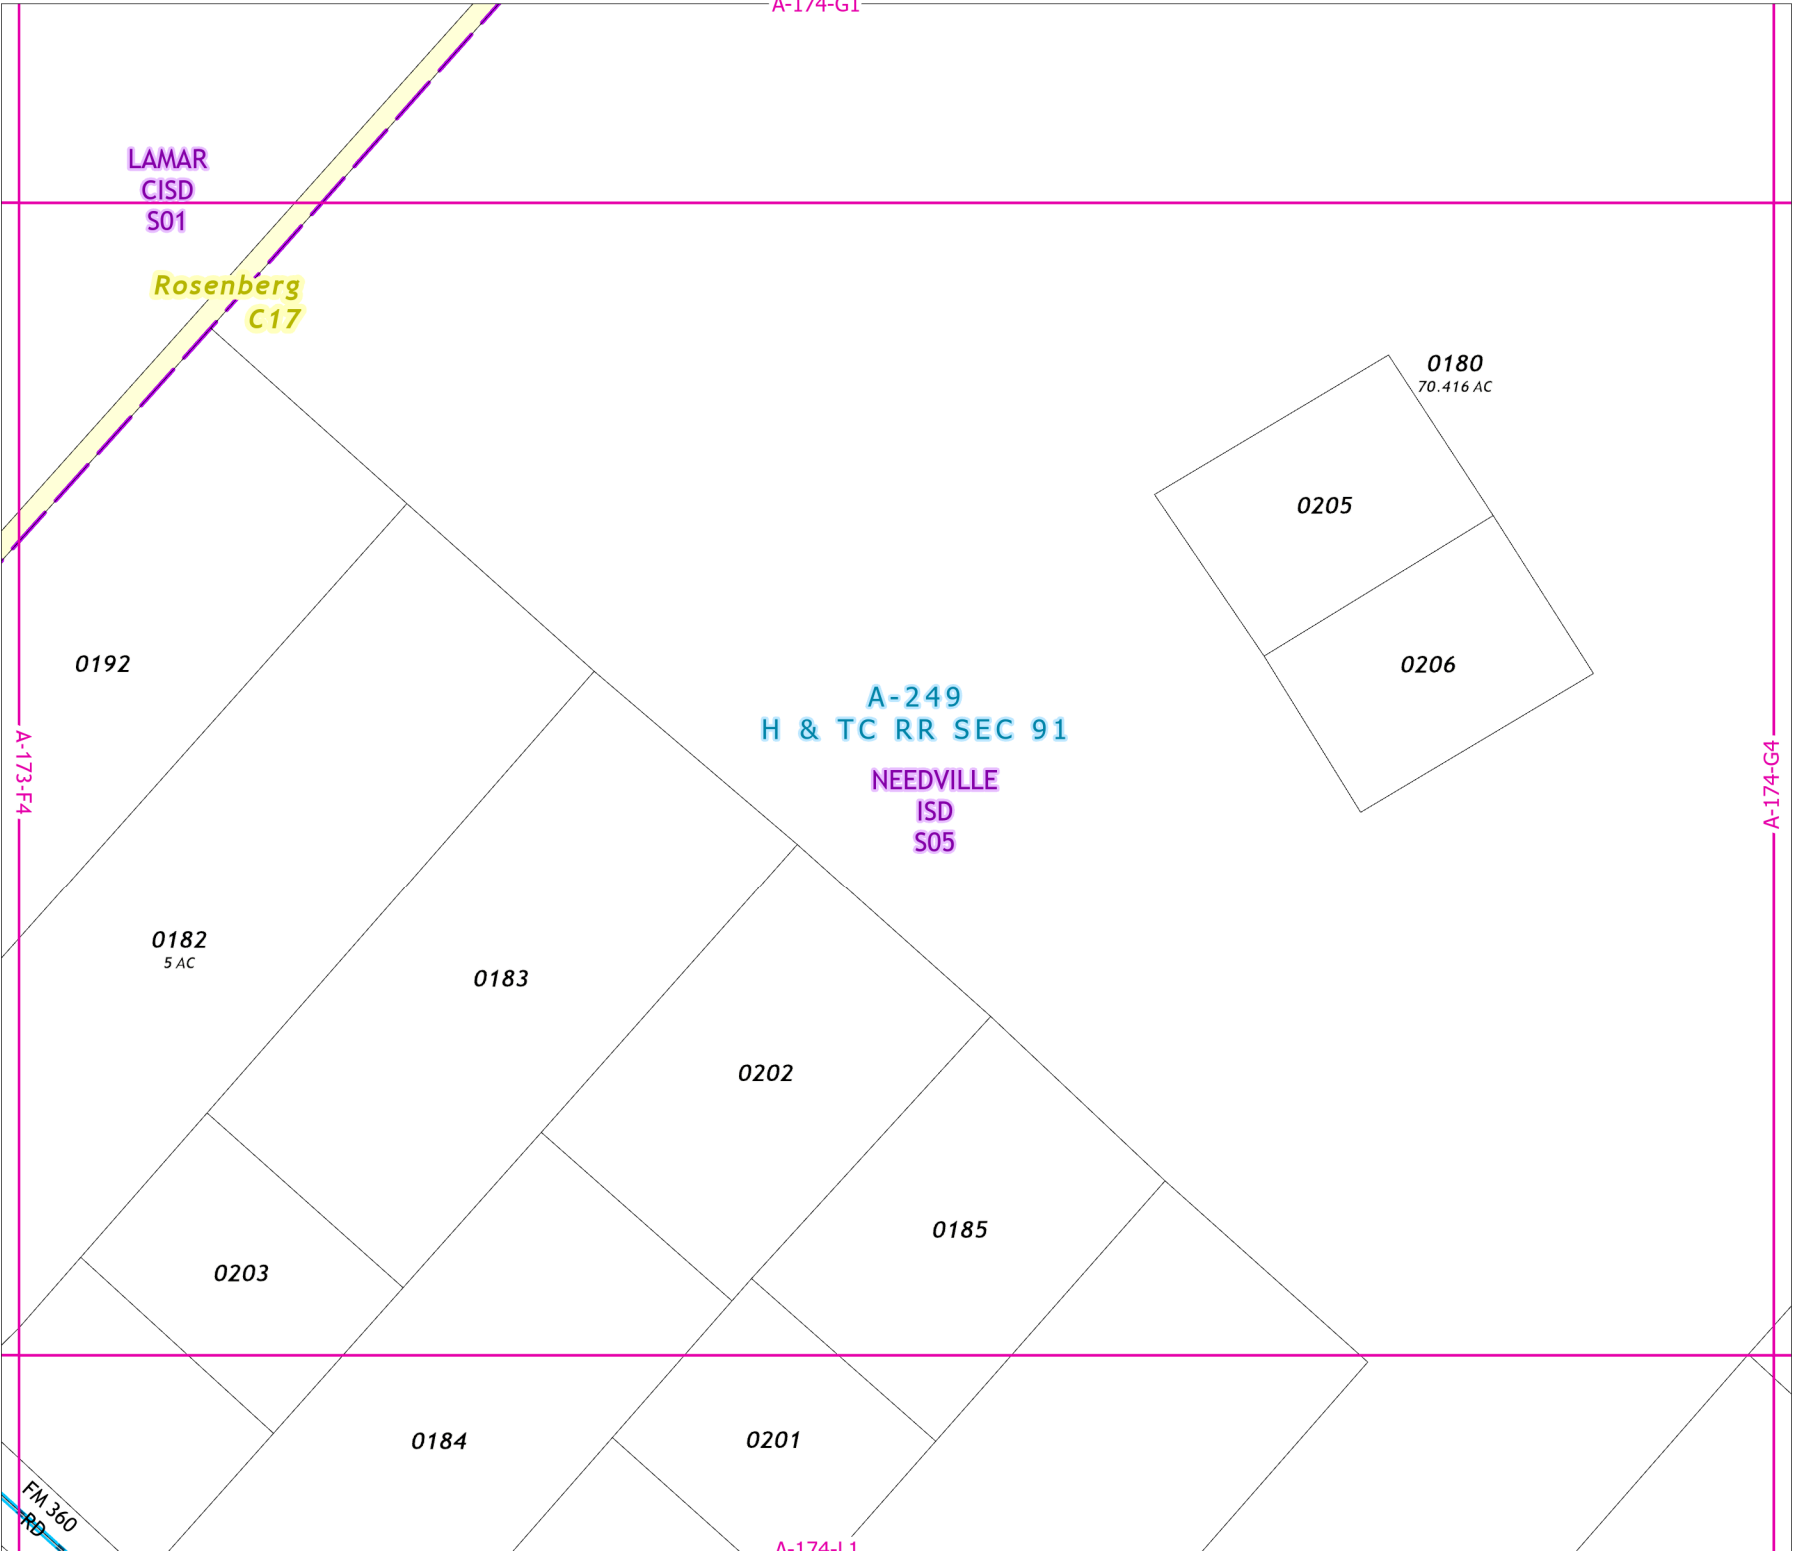 A-174-G1
LAMAR
CISD
S01
Rosenberg
C17
0180
70.416 AC
0205
0192
0206
A-249
H & TC RR SEC 91
A-173-F4
A-174-G4
NEEDVILLE
ISD
S05
0182
5 AC
0183
0202
0185
0203
0184
0201
FM 360
RD
A-174-L1